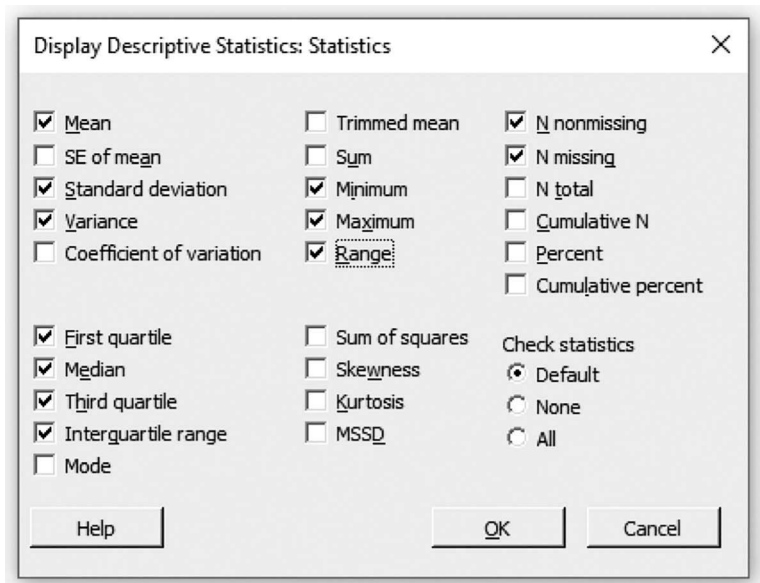 Display Descriptive Statistics: Statistics
Mean
SE of mean
Standard deviation
Variance
Coefficient of variation
Trimmed mean
Sum
Minimum
Maximum
Range
N nonmissing
N missing
N total
Cumulative N
Percent
Cumulative percent
First quartile
Median
Third quartile
Interquartile range
Mode
Sum of squares
Skewness
Kurtosis
MSSD
Check statistics
Default
None
All
Help
OK
Cancel